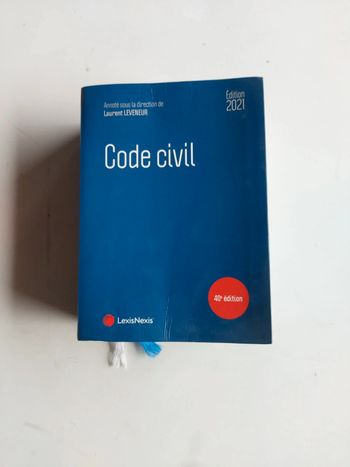 Annoté sous la direction de
Laurent LEVENEUR
Édition
2021
Code civil
40e édition
LexisNexis